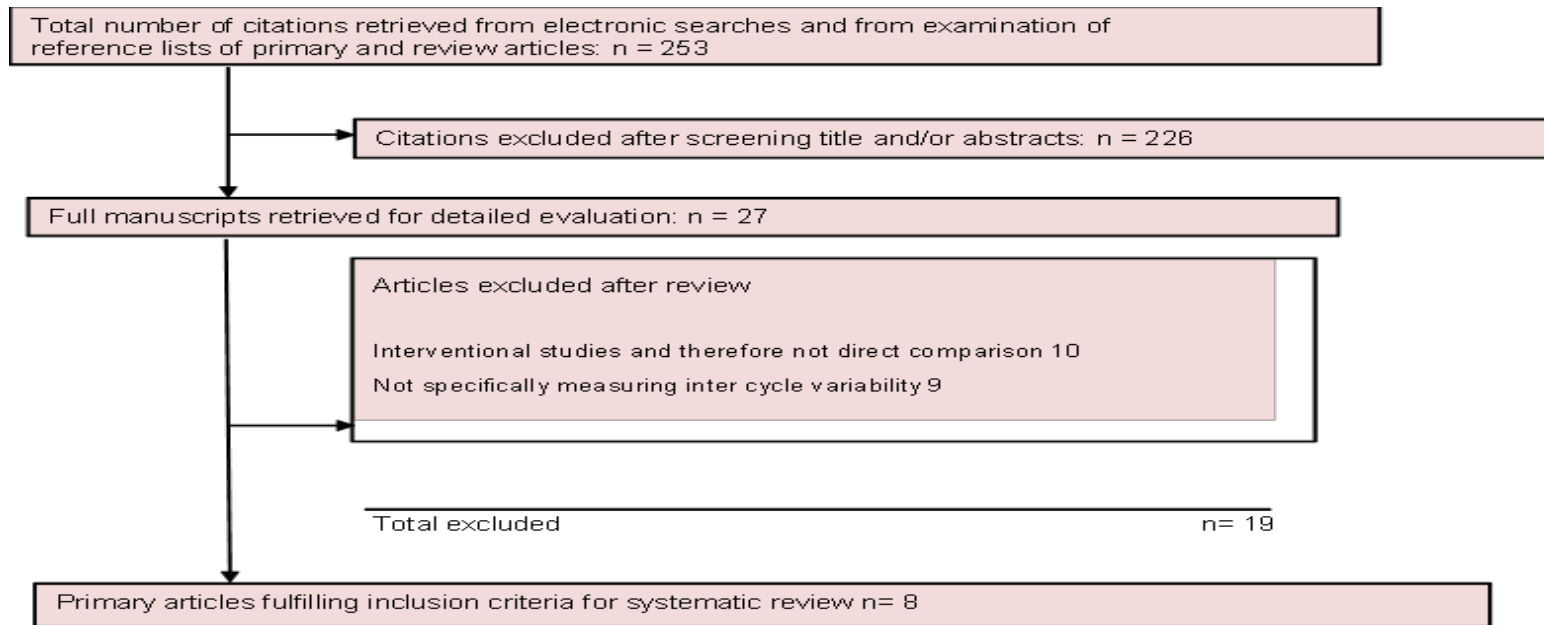 Total number of citations retrieved from electronic searches and from examination of
reference lists of primary and review articles: n = 253
Citations excluded after screening title and/or abstracts: n = 226
Full manuscripts retrieved for detailed evaluation: n = 27
Articles excluded after review
Interventional studies and therefore not direct comparison 10
Not specifically measuring inter cycle variability 9
Total excluded n= 19
Primary articles fulfilling inclusion criteria for systematic review n= 8